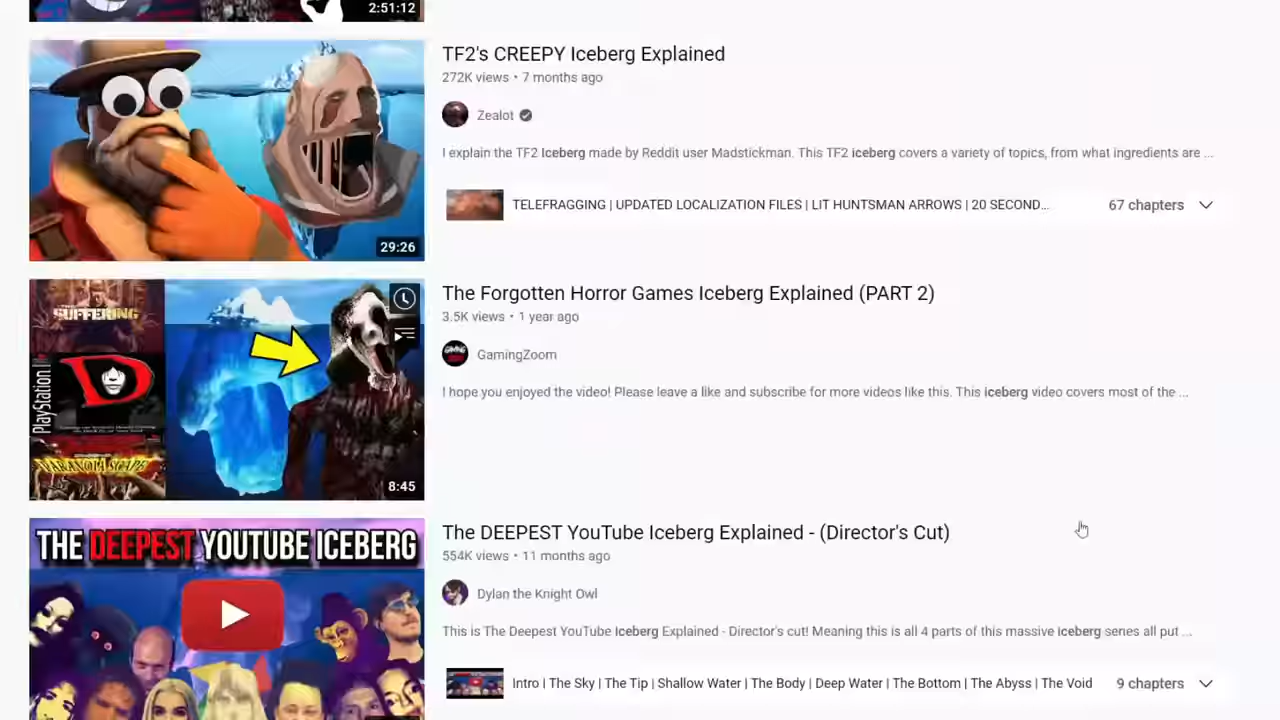 2:51:12
TF2's CREEPY Iceberg Explained
272K views • 7 months ago
Zealot
I explain the TF2 Iceberg made by Reddit user Madstickman. This TF2 iceberg covers a variety of topics, from what ingredients are ...
TELEFRAGGING | UPDATED LOCALIZATION FILES | LIT HUNTSMAN ARROWS | 20 SECOND...
67 chapters
29:26
The Forgotten Horror Games Iceberg Explained (PART 2)
3.5K views • 1 year ago
SUFFERING
GamingZoom
PlayStation
D
I hope you enjoyed the video! Please leave a like and subscribe for more videos like this. This iceberg video covers most of the ...
PARANOIASCAPE
8:45
The DEEPEST YouTube Iceberg Explained - (Director's Cut)
THE DEEPEST YOUTUBE ICEBERG
554K views • 11 months ago
Dylan the Knight Owl
This is The Deepest YouTube Iceberg Explained - Director's cut! Meaning this is all 4 parts of this massive iceberg series all put ...
Intro | The Sky | The Tip | Shallow Water | The Body | Deep Water | The Bottom | The Abyss | The Void
9 chapters